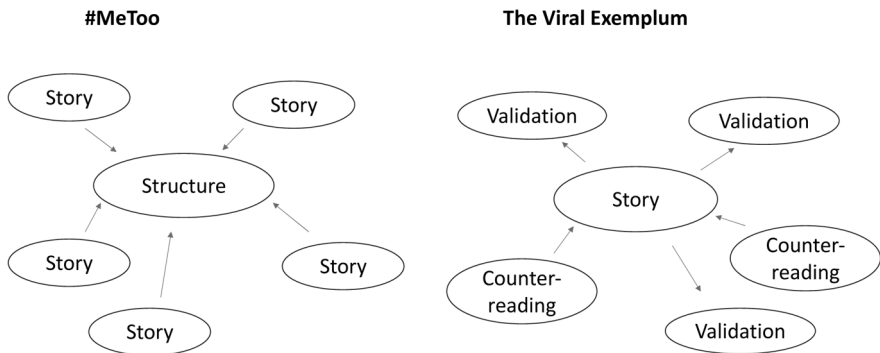 #MeToo
Story
Story
Structure
Story
Story
Story
The Viral Exemplum
Validation
Validation
Story
Counter-
reading
Counter-
reading
Validation